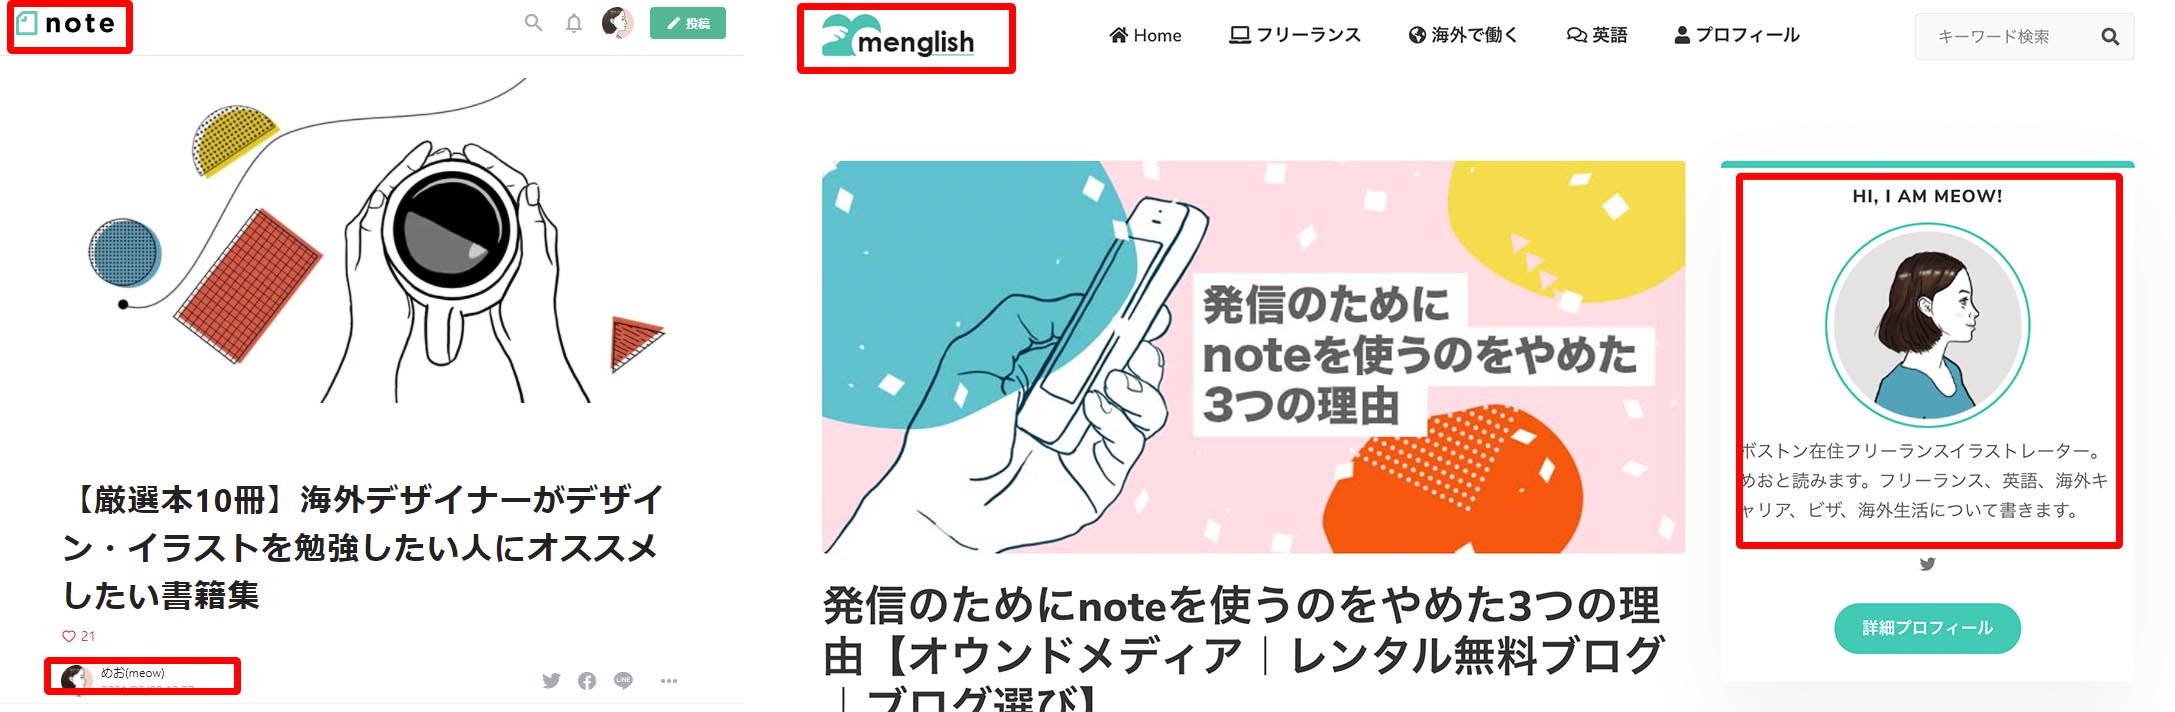 note
投稿
【厳選本10冊】海外デザイナーがデザイ
ン・イラストを勉強したい人にオススメ
したい書籍集
21
めお(meow)
LINE
menglish
Home
フリーランス
海外で働く
英語
プロフィール
キーワード検索
発信のために
noteを使うのをやめた
3つの理由
発信のためにnoteを使うのをやめた3つの理
由【オウンドメディア｜レンタル無料ブログ
｜ブログ選び】
HI, I AM MEOW!
ボストン在住フリーランスイラストレーター。
めおと読みます。フリーランス、英語、海外キ
ャリア、ビザ、海外生活について書きます。
詳細プロフィール